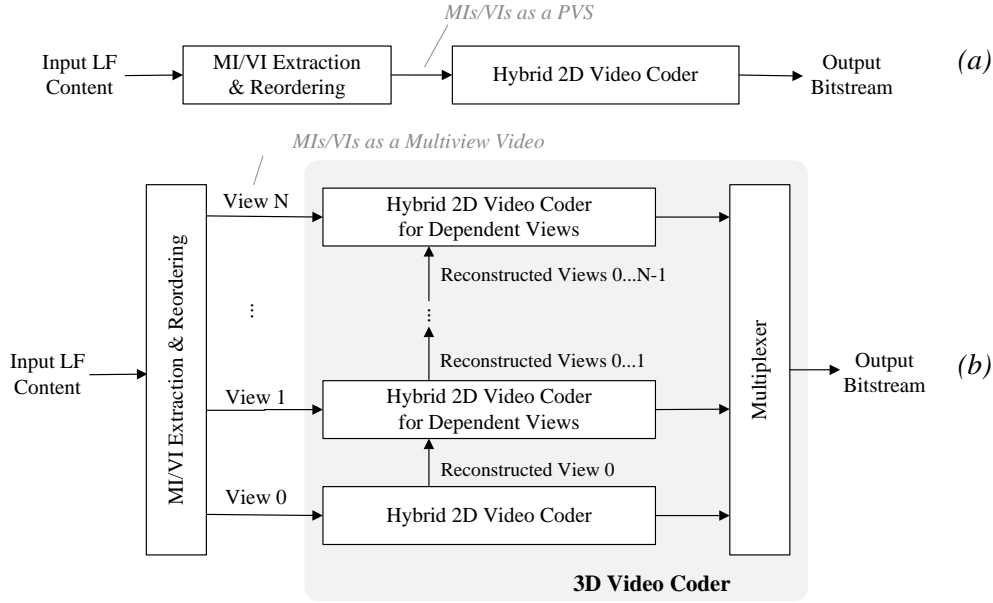 MIs/VIs as a PVS
Input LF
Content
MI/VI Extraction
& Reordering
Hybrid 2D Video Coder
Output
Bitstream
(a)
MIs/VIs as a Multiview Video
MI/VI Extraction & Reordering
View N
Hybrid 2D Video Coder
for Dependent Views
Reconstructed Views 0...N-1
...
...
Reconstructed Views 0...1
Input LF
Content
View 1
Hybrid 2D Video Coder
for Dependent Views
Multiplexer
Output
Bitstream
(b)
Reconstructed View 0
View 0
Hybrid 2D Video Coder
3D Video Coder